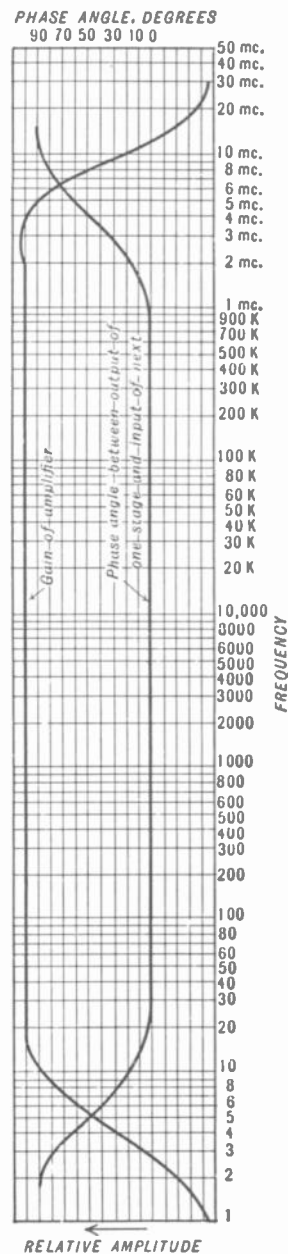 PHASE ANGLE, DEGREES
90 70 50 30 10 0
50 mc.
40 mc.
30 mc.
20 mc.
10 mc.
8 mc.
6 mc.
5 mc.
4 mc.
3 mc.
2 mc.
1 mc.
900 K
700 K
500 K
400 K
300 K
200 K
100 K
80 K
60 K
50 K
40 K
30 K
20 K
10,000
8000
6000
5000
4000
3000
2000
1000
800
600
500
400
300
200
100
80
60
50
40
30
20
10
8
6
5
4
3
2
1
FREQUENCY
Gain-of amplifier
Phase angle-between-output-of
one-stage-and-input-of-next
RELATIVE AMPLITUDE